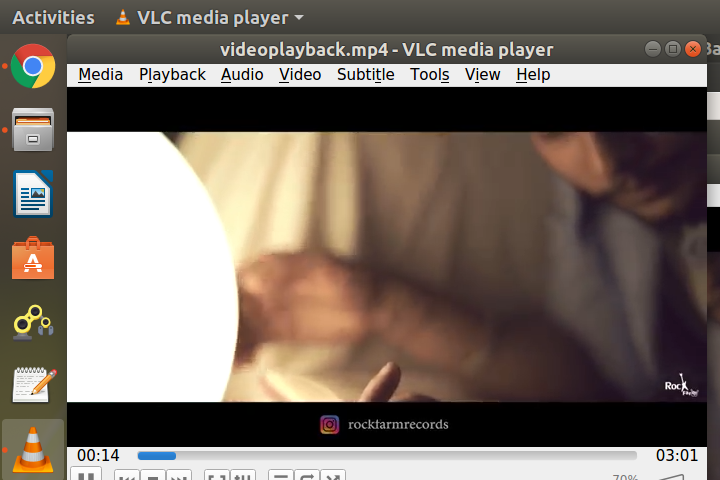 Activities
VLC media player
videoplayback.mp4 - VLC media player
Media Playback Audio Video Subtitle Tools View Help
Rock
rockfarmrecords
00:14
03:01
70%